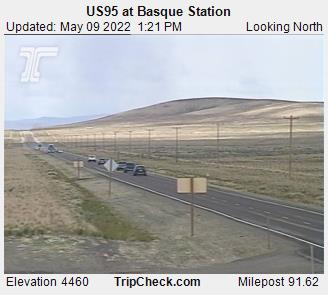 US95 at Basque Station
Updated: May 09 2022 1:21 PM Looking North
Elevation 4460 TripCheck.com Milepost 91.62